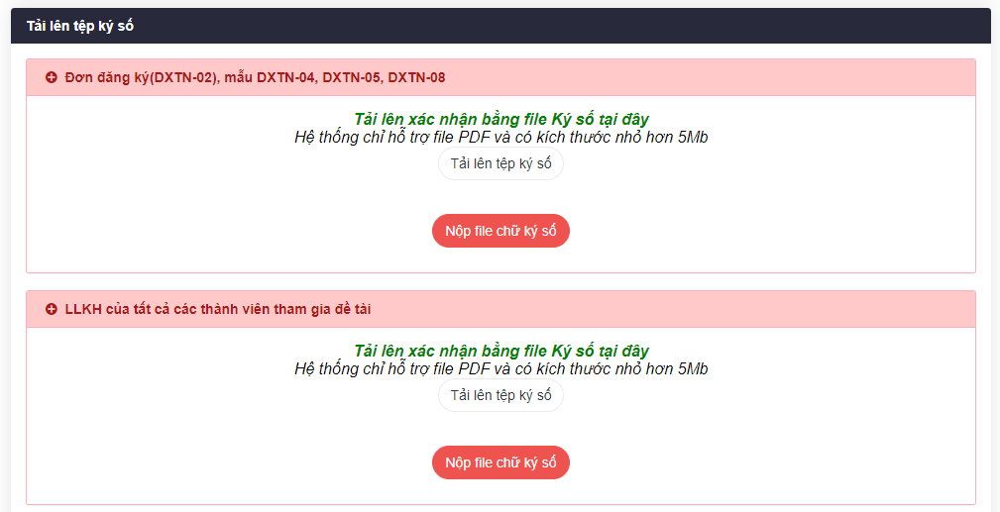 Tải lên tệp ký số
Đơn đăng ký(DXTN-02), mẫu DXTN-04, DXTN-05, DXTN-08
Tải lên xác nhận bằng file Ký số tại đây
Hệ thống chỉ hỗ trợ file PDF và có kích thước nhỏ hơn 5Mb
Tải lên tệp ký số
Nộp file chữ ký số
LLKH của tất cả các thành viên tham gia đề tài
Tải lên xác nhận bằng file Ký số tại đây
Hệ thống chỉ hỗ trợ file PDF và có kích thước nhỏ hơn 5Mb
Tải lên tệp ký số
Nộp file chữ ký số